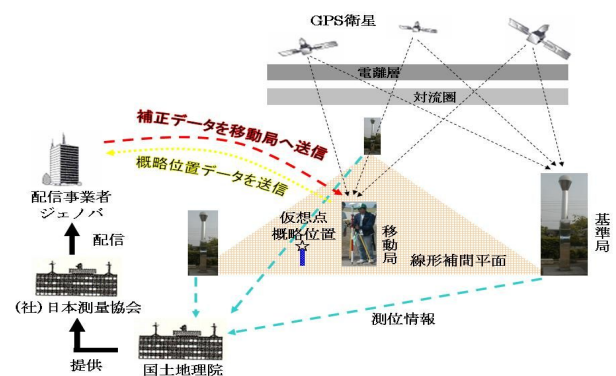 GPS衛星
電離層
対流圏
補正データを移動局へ送信
概略位置データを送信
配信事業者
ジェノバ
配信
仮想点
概略位置
☆
移動局
基準局
線形補間平面
(社)日本測量協会
測位情報
提供
国土地理院